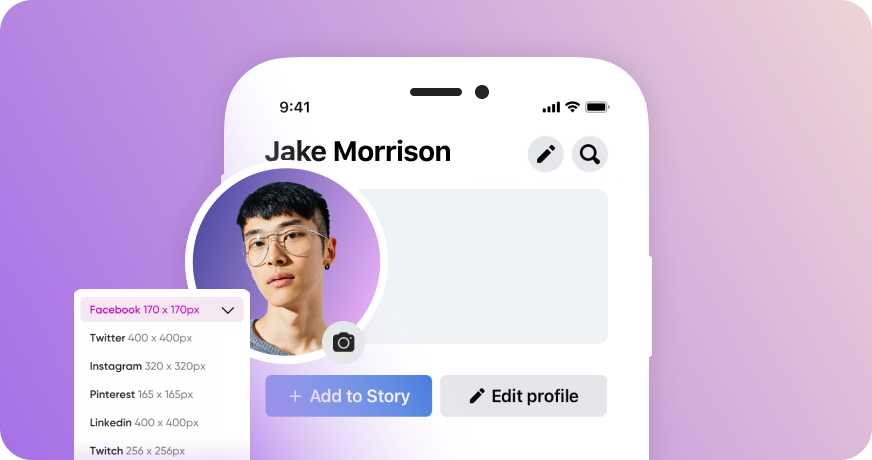 9:41
Jake Morrison
Facebook 170 x 170px
Twitter 400 x 400px
Instagram 320 x 320px
Pinterest 165 x 165px
Linkedin 400 x 400px
Twitch 256 x 256px
+ Add to Story
Edit profile